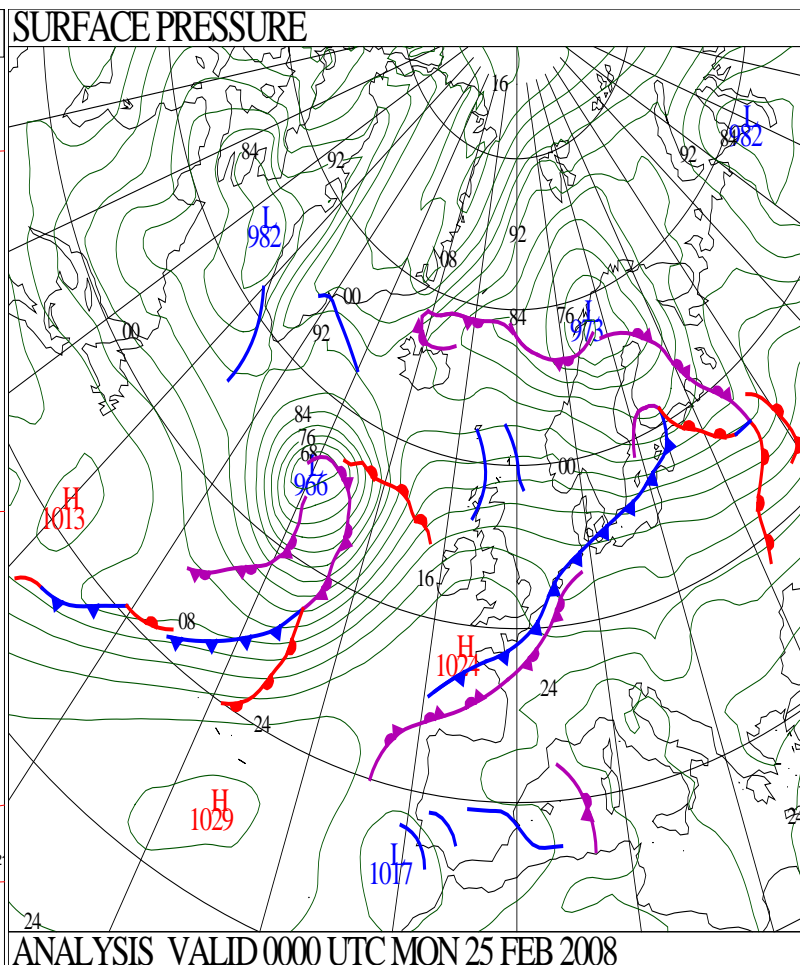 SURFACE PRESSURE
16
L
982
84
92
84
92
L
982
92
08
00
L
76
973
84
00
92
84
76
68
L
966
00
H
1013
16
08
H
1024
24
24
H
1029
L
1017
24
ANALYSIS VALID 0000 UTC MON 25 FEB 2008